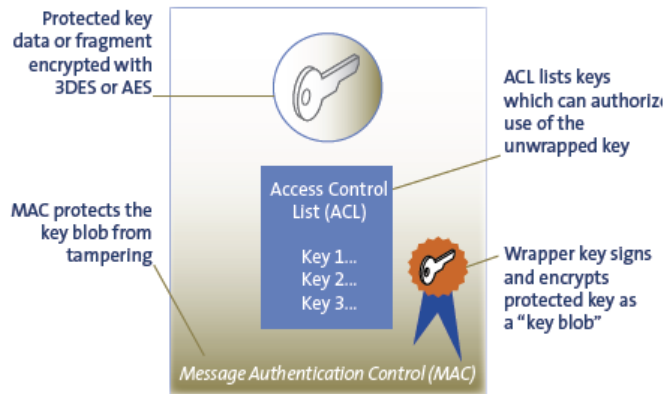 Protected key
data or fragment
encrypted with
3DES or AES
ACL lists keys
which can authorize
use of the
unwrapped key
Access Control
List (ACL)
Key 1...
Key 2...
Key 3...
MAC protects the
key blob from
tampering
Wrapper key signs
and encrypts
protected key as
a “key blob”
Message Authentication Control (MAC)